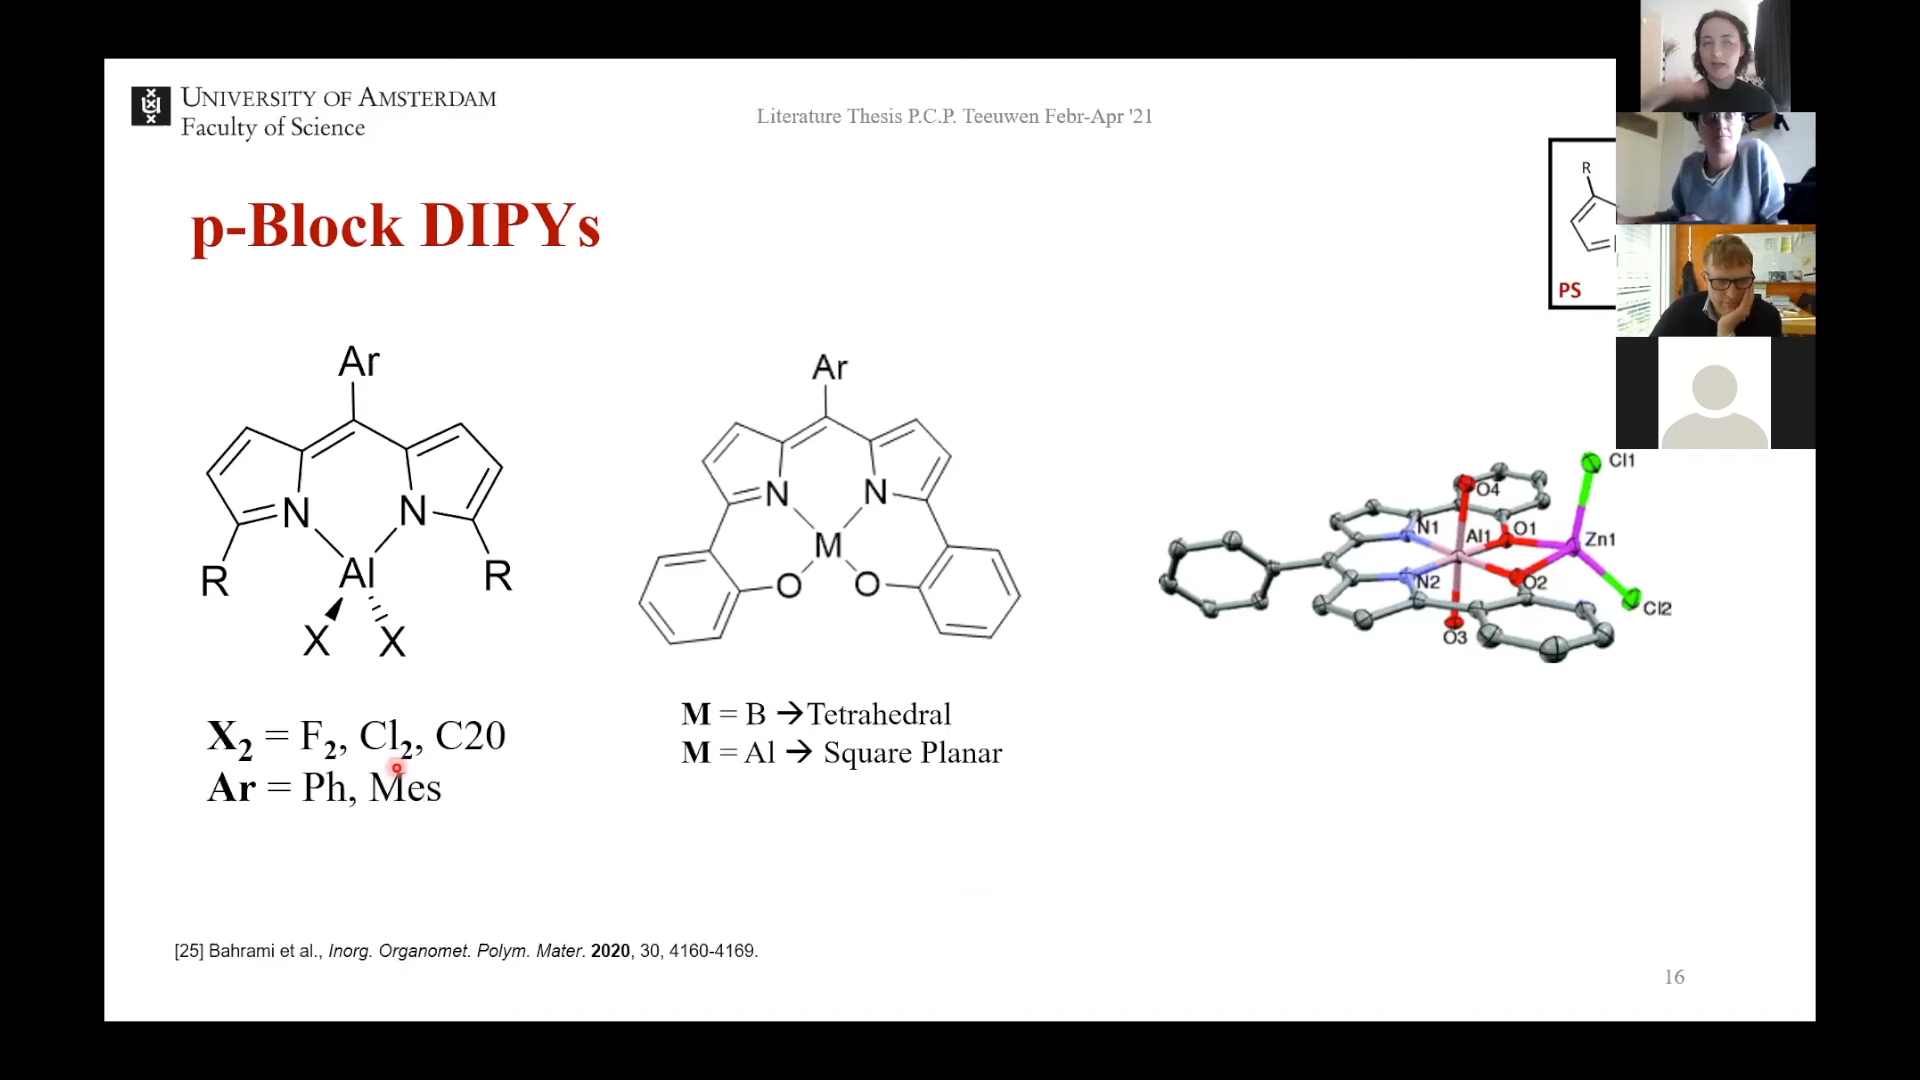 UNIVERSITY OF AMSTERDAM
Faculty of Science
Literature Thesis P.C.P. Teeuwen Febr-Apr '21
p-Block DIPYs
R
PS
Ar
N
N
Al
R
R
X
X
X2 = F2, Cl2, C20
Ar = Ph, Mes
Ar
N
N
M
O
O
M = B →Tetrahedral
M = Al → Square Planar
Cl1
O4
N1
Al1
O1
Zn1
N2
O2
Cl2
O3
[25] Bahrami et al., Inorg. Organomet. Polym. Mater. 2020, 30, 4160-4169.
16